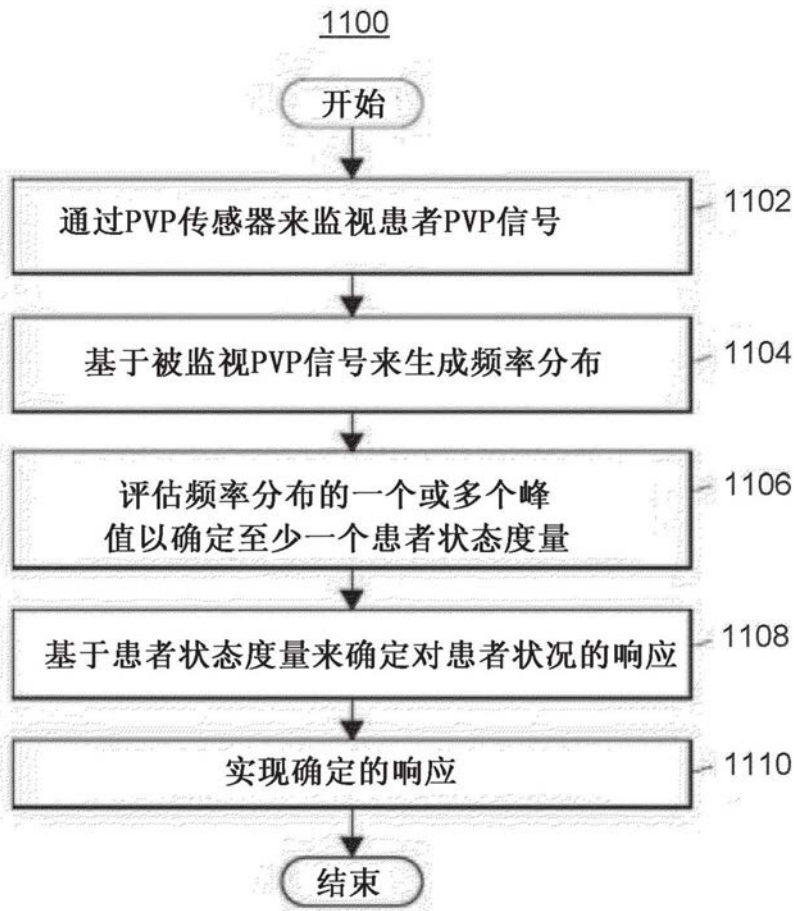 1100
开始
通过PVP传感器来监视患者PVP信号
1102
基于被监视PVP信号来生成频率分布
1104
评估频率分布的一个或多个峰
值以确定至少一个患者状态度量
1106
基于患者状态度量来确定对患者状况的响应
1108
实现确定的响应
1110
结束